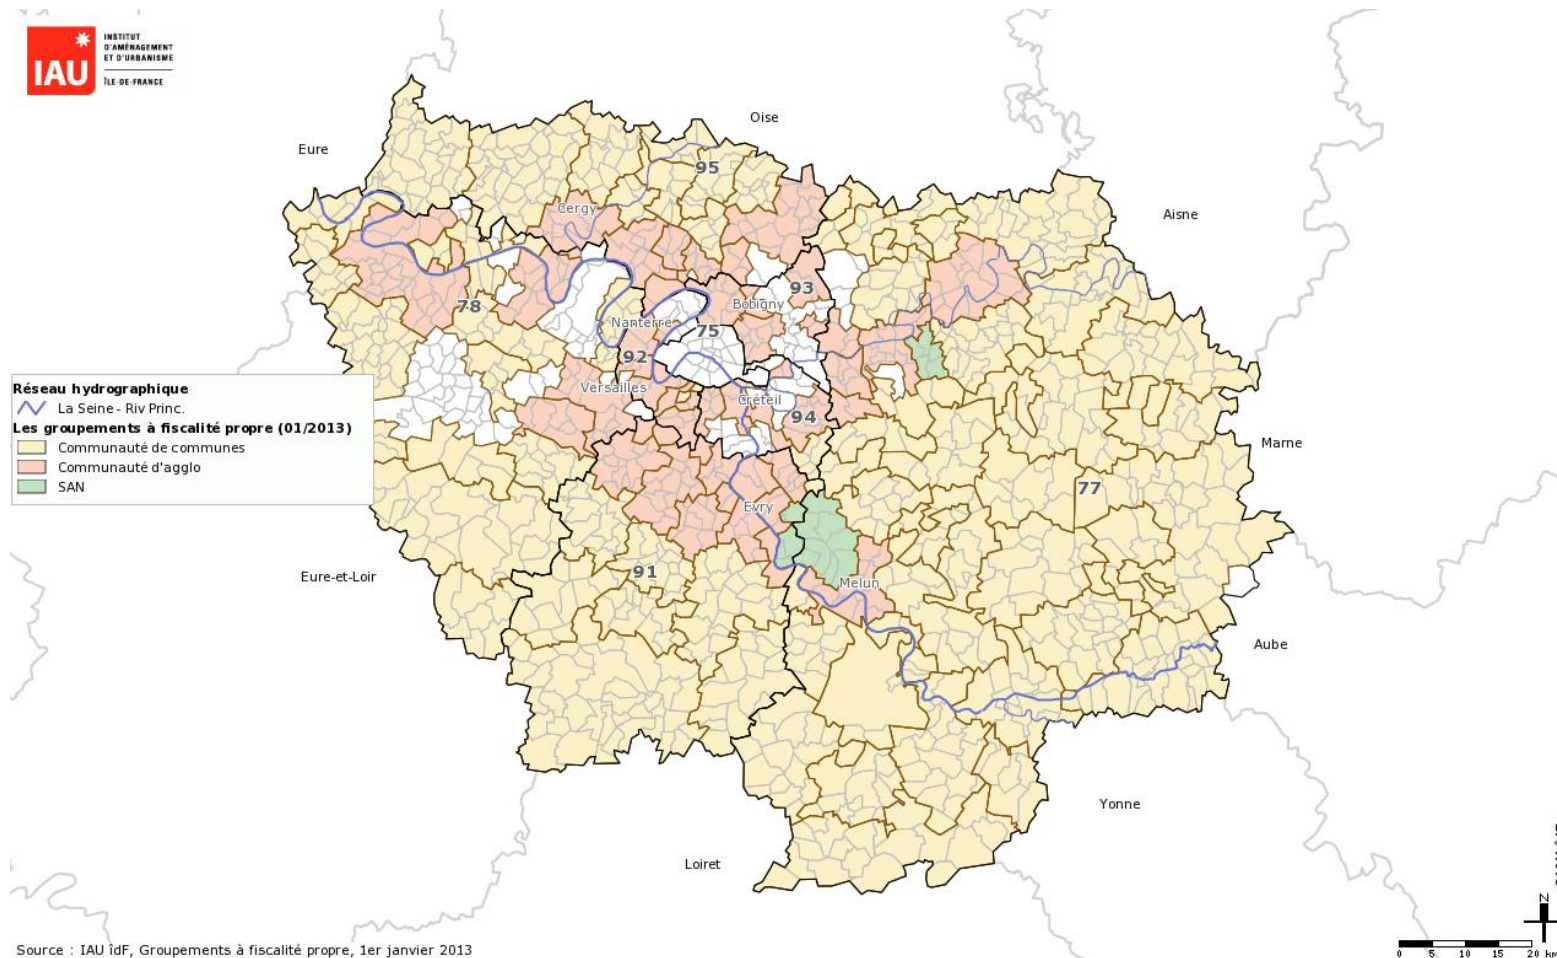 IAU
INSTITUT
D'AMÉNAGEMENT
ET D'URBANISME
ÎLE-DE-FRANCE
Oise
Eure
95
Aisne
Cergy
93
Bobigny
78
Nanterre
75
92
Versailles
Créteil
94
Réseau hydrographique
La Seine - Riv Princ.
Les groupements à fiscalité propre (01/2013)
Communauté de communes
Communauté d'agglo
SAN
Marne
77
Evry
91
Eure-et-Loir
Melun
Aube
Yonne
Loiret
N
Source : IAU îdF, Groupements à fiscalité propre, 1er janvier 2013
0 5 10 15 20 km